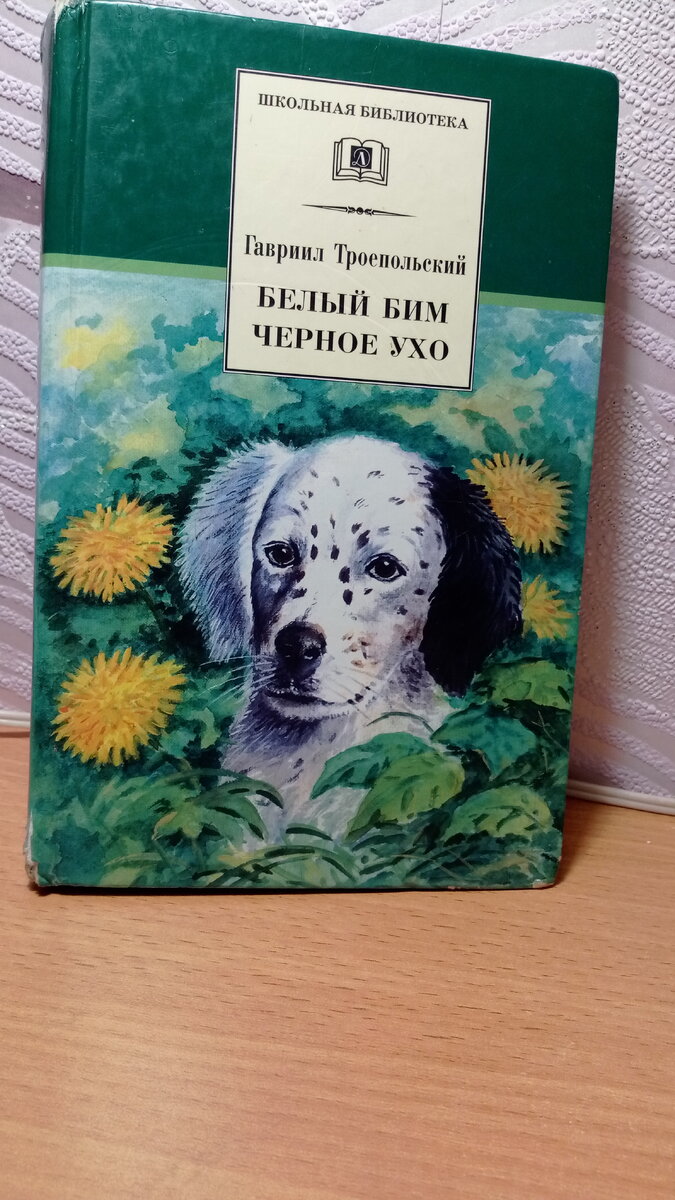 ШКОЛЬНАЯ БИБЛИОТЕКА
Д
Гавриил Троепольский
БЕЛЫЙ БИМ
ЧЕРНОЕ УХО